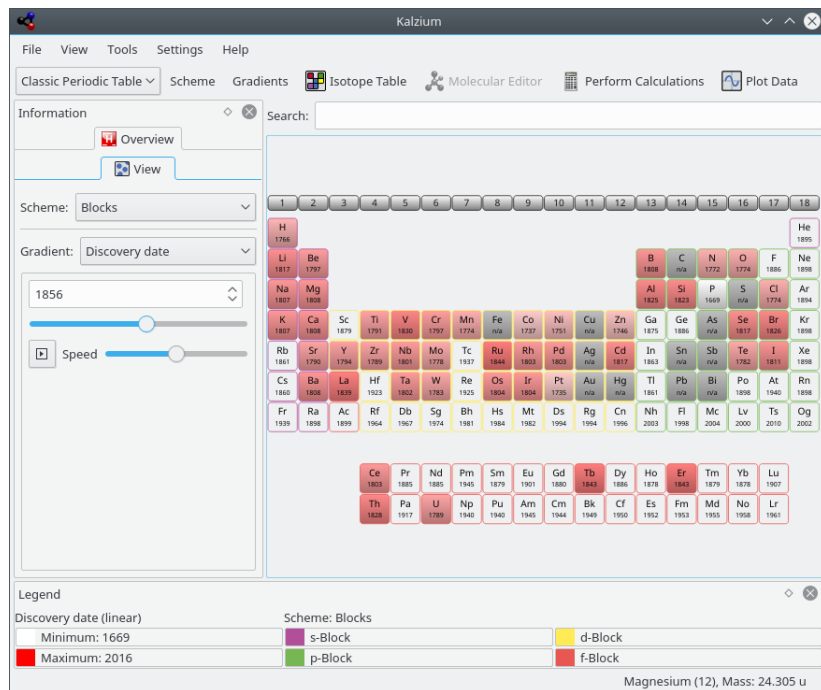 Kalzium
File View Tools Settings Help
Classic Periodic Table Scheme Gradients Isotope Table Molecular Editor Perform Calculations Plot Data
Information
Search:
Overview
View
Scheme: Blocks
Gradient: Discovery date
1856
Speed
1 2 3 4 5 6 7 8 9 10 11 12 13 14 15 16 17 18
H He
1766 1895
Li Be B C N O F Ne
1817 1797 1808 n/a 1772 1774 1886 1898
Na Mg Al Si P S Cl Ar
1807 1808 1825 1823 1669 n/a 1774 1894
K Ca Sc Ti V Cr Mn Fe Co Ni Cu Zn Ga Ge As Se Br Kr
1807 1808 1879 1791 1830 1797 1774 n/a 1737 1751 n/a 1746 1875 1886 n/a 1817 1826 1898
Rb Sr Y Zr Nb Mo Tc Ru Rh Pd Ag Cd In Sn Sb Te I Xe
1861 1790 1794 1789 1801 1778 1937 1844 1803 1803 n/a 1817 1863 n/a n/a 1782 1811 1898
Cs Ba La Hf Ta W Re Os Ir Pt Au Hg Tl Pb Bi Po At Rn
1860 1808 1839 1923 1802 1783 1925 1804 1804 1735 n/a n/a 1861 n/a n/a 1898 1940 1898
Fr Ra Ac Rf Db Sg Bh Hs Mt Ds Rg Cn Nh Fl Mc Lv Ts Og
1939 1898 1899 1964 1967 1974 1981 1984 1982 1994 1994 1996 2003 1998 2004 2000 2010 2002
Ce Pr Nd Pm Sm Eu Gd Tb Dy Ho Er Tm Yb Lu
1803 1885 1885 1945 1879 1901 1880 1843 1886 1878 1843 1879 1878 1907
Th Pa U Np Pu Am Cm Bk Cf Es Fm Md No Lr
1828 1917 1789 1940 1940 1945 1944 1949 1950 1952 1953 1955 1958 1961
Legend
Discovery date (linear) Scheme: Blocks
Minimum: 1669 s-Block d-Block
Maximum: 2016 p-Block f-Block
Magnesium (12), Mass: 24.305 u